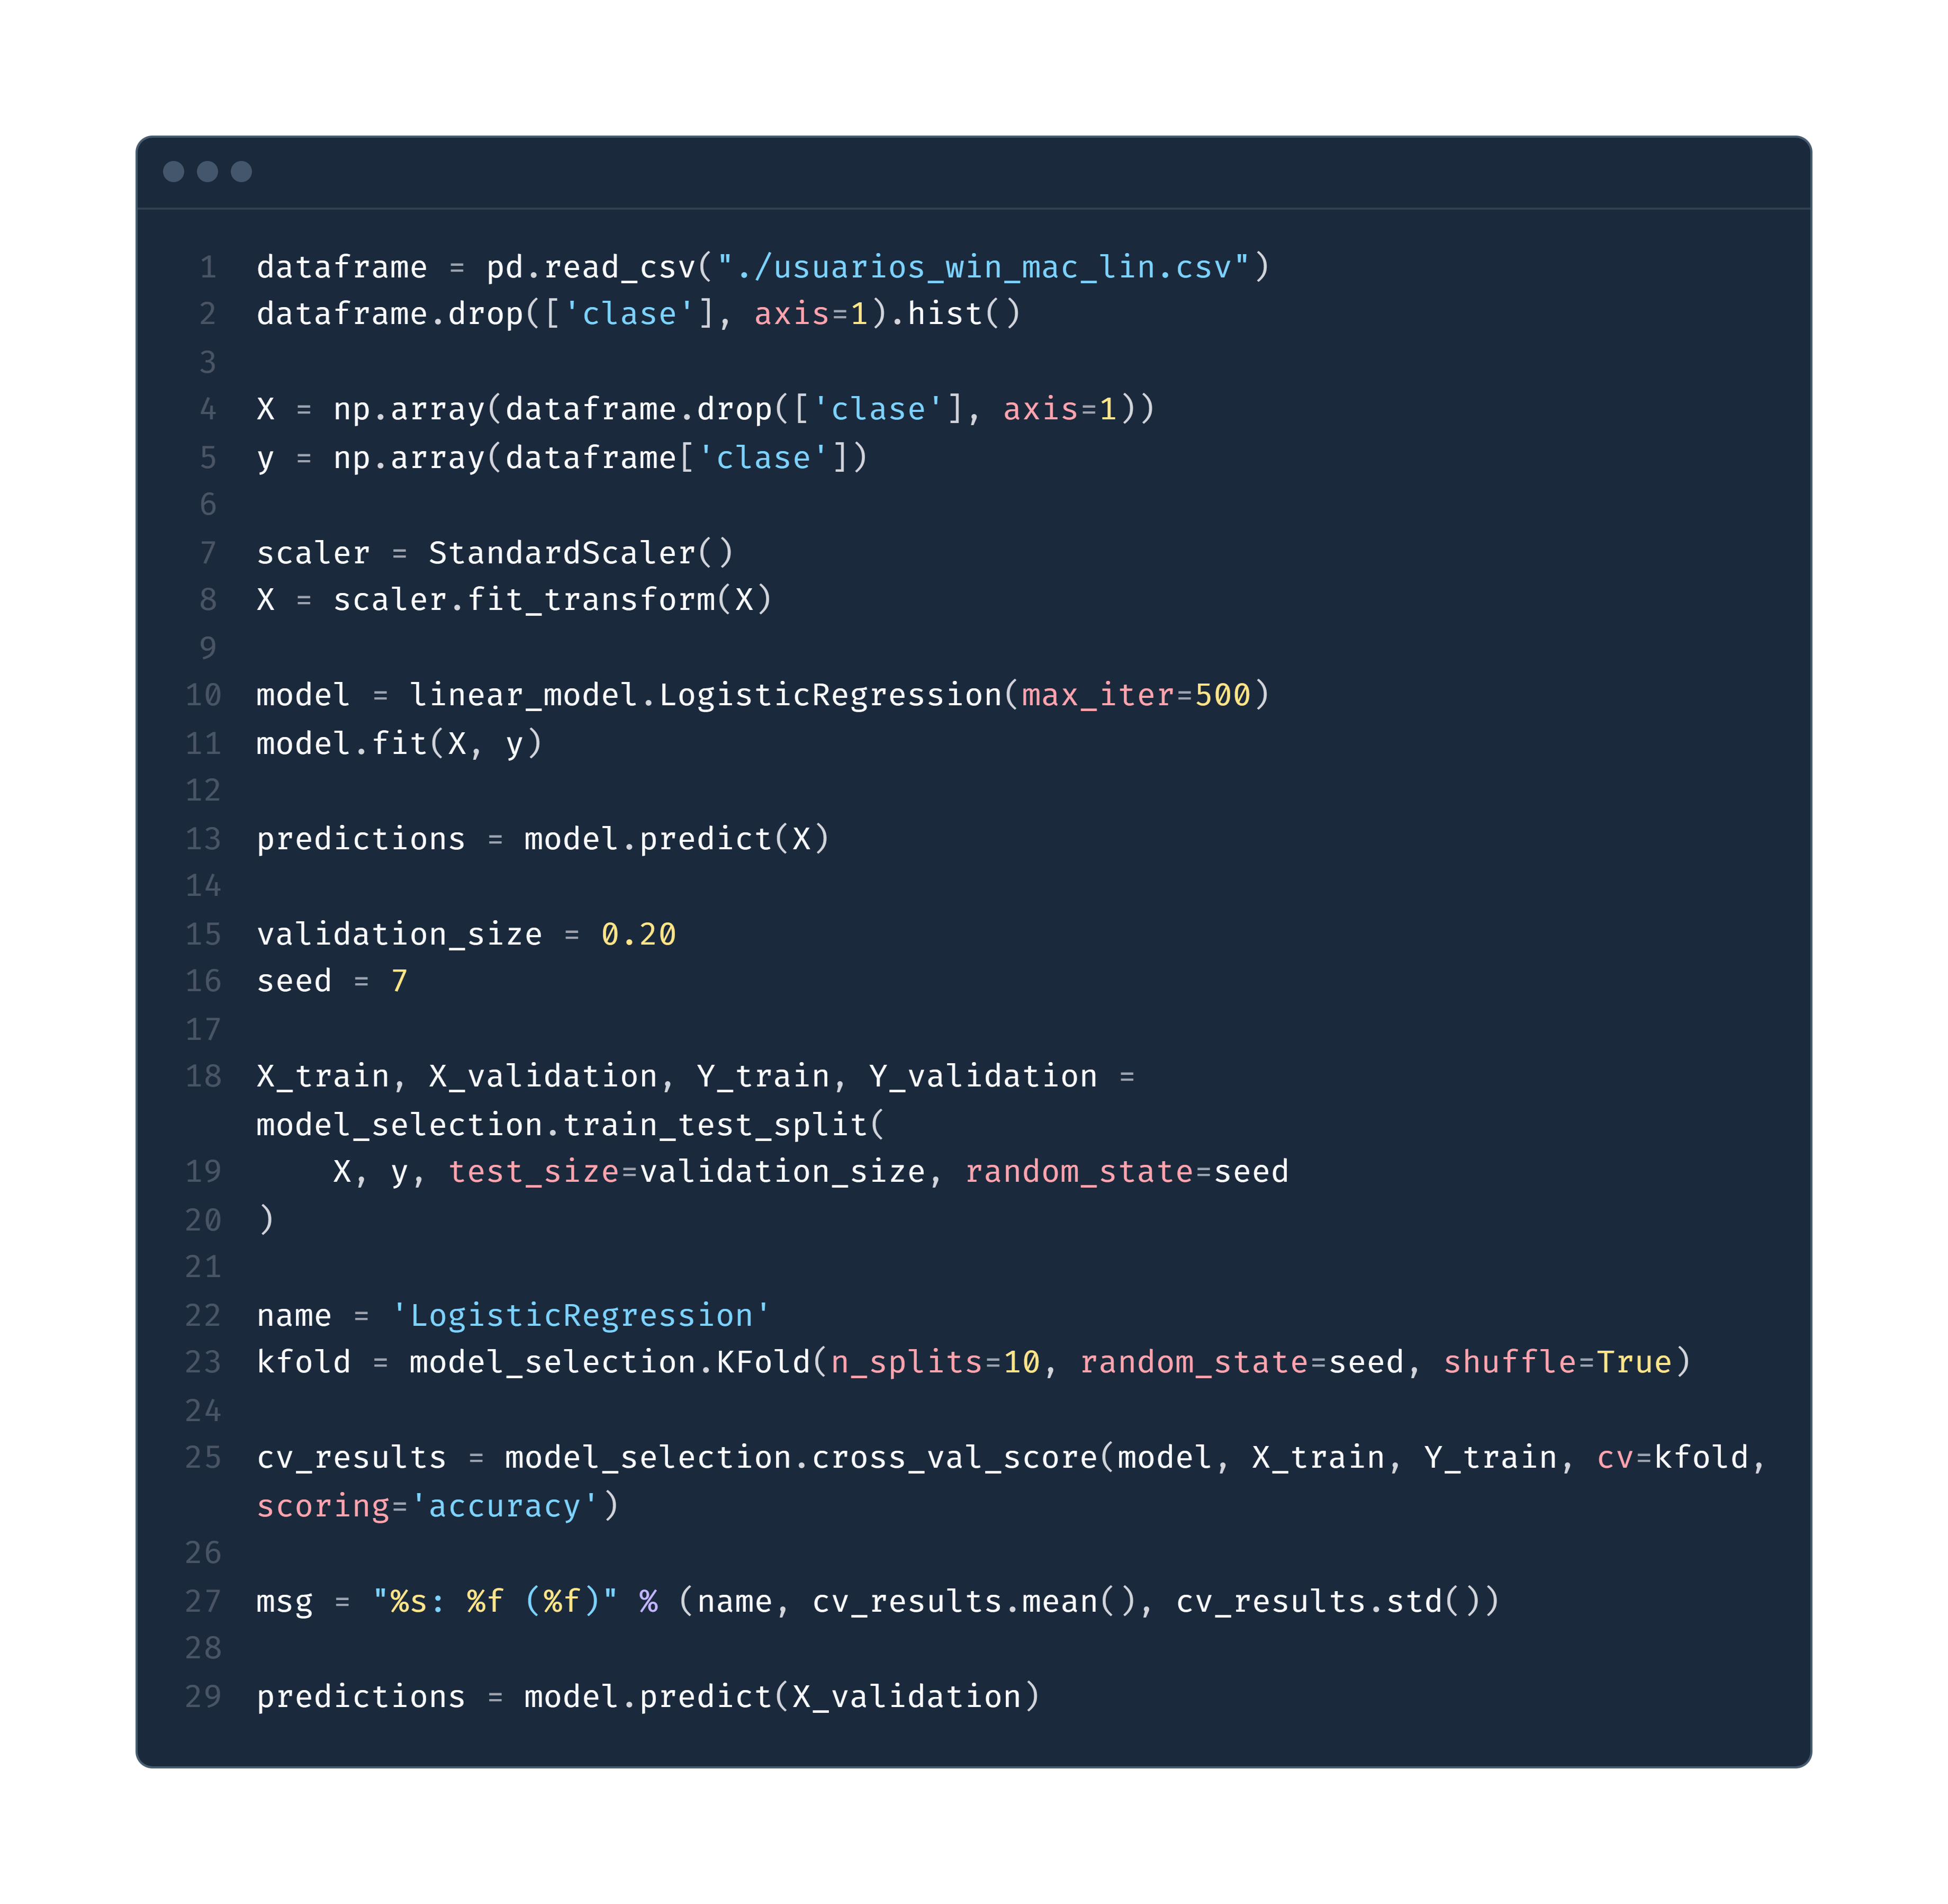 1 dataframe = pd.read_csv("./usuarios_win_mac_lin.csv")
2 dataframe.drop(['clase'], axis=1).hist()
3
4 X = np.array(dataframe.drop(['clase'], axis=1))
5 y = np.array(dataframe['clase'])
6
7 scaler = StandardScaler()
8 X = scaler.fit_transform(X)
9
10 model = linear_model.LogisticRegression(max_iter=500)
11 model.fit(X, y)
12
13 predictions = model.predict(X)
14
15 validation_size = 0.20
16 seed = 7
17
18 X_train, X_validation, Y_train, Y_validation =
model_selection.train_test_split(
19     X, y, test_size=validation_size, random_state=seed
20 )
21
22 name = 'LogisticRegression'
23 kfold = model_selection.KFold(n_splits=10, random_state=seed, shuffle=True)
24
25 cv_results = model_selection.cross_val_score(model, X_train, Y_train, cv=kfold,
scoring='accuracy')
26
27 msg = "%s: %f (%f)" % (name, cv_results.mean(), cv_results.std())
28
29 predictions = model.predict(X_validation)